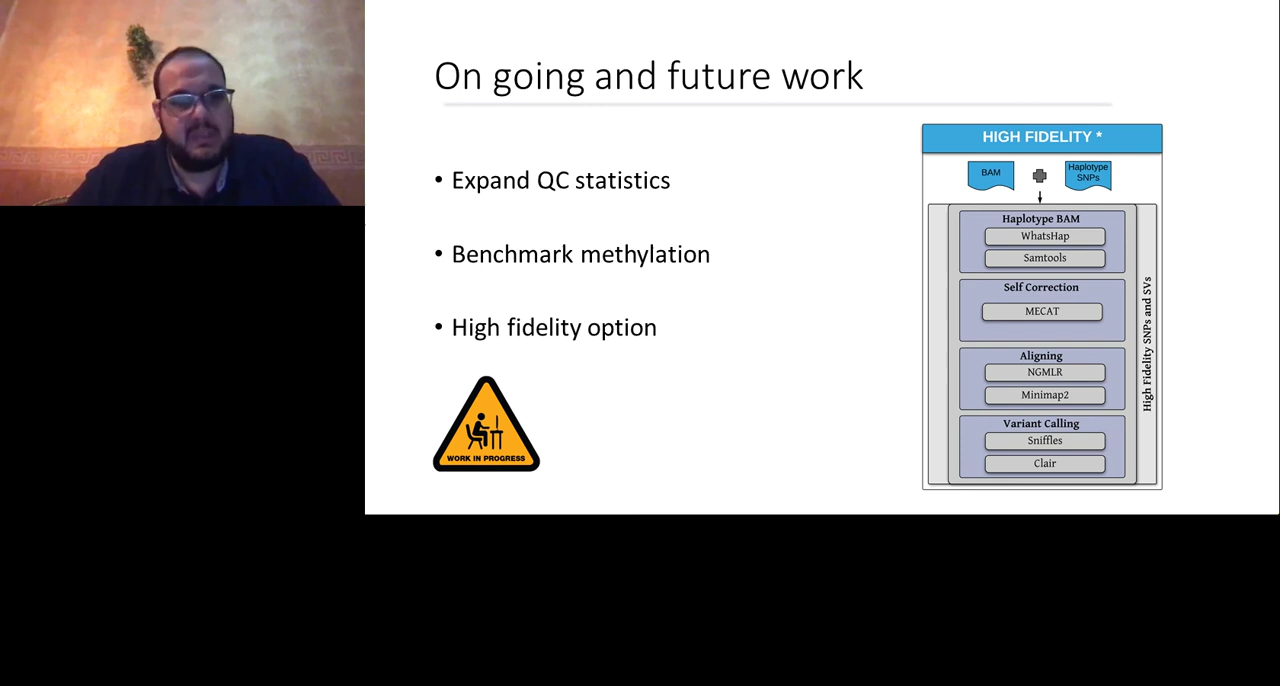 On going and future work
• Expand QC statistics
• Benchmark methylation
• High fidelity option
WORK IN PROGRESS
HIGH FIDELITY *
BAM
Haplotype
SNPs
Haplotype BAM
WhatsHap
Samtools
Self Correction
MECAT
Aligning
NGMLR
Minimap2
Variant Calling
Sniffles
Clair
High Fidelity SNPs and SVs